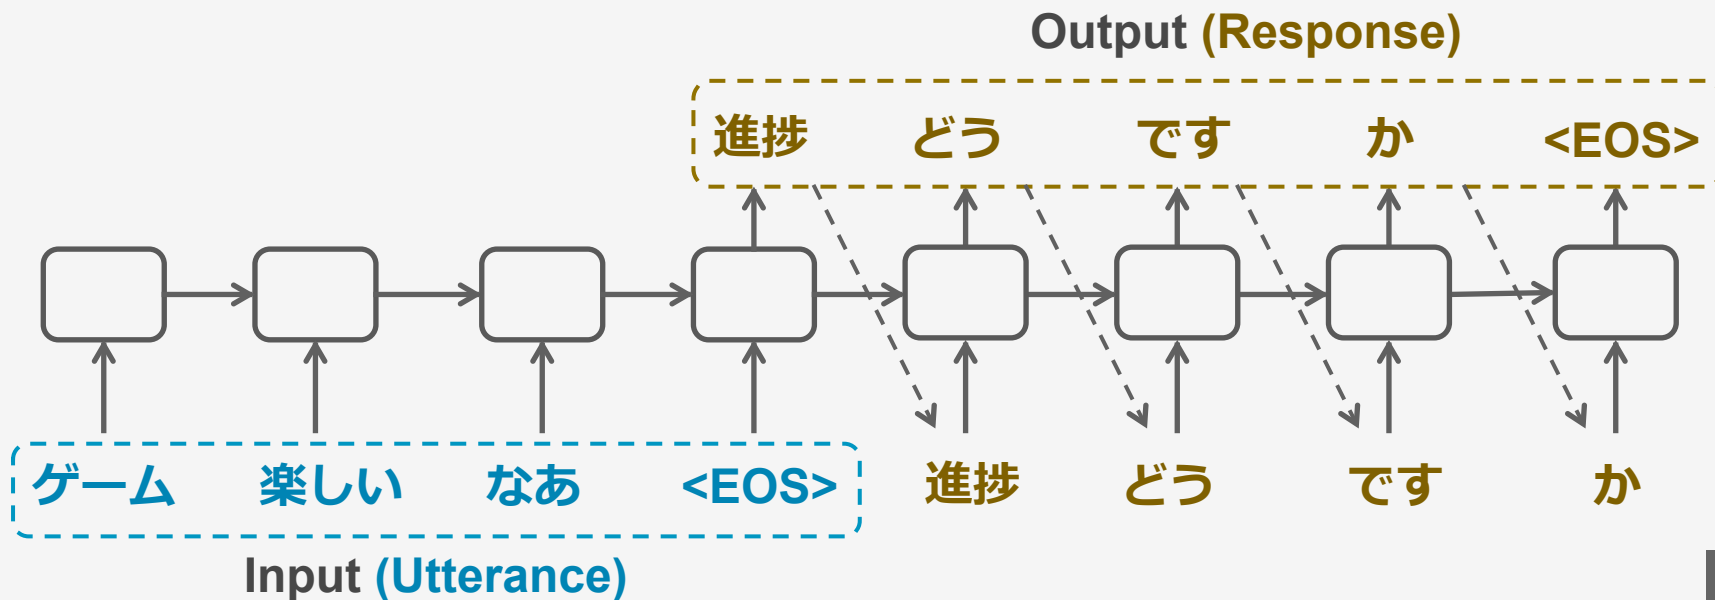 Output (Response)
進捗 どう です か <EOS>
ゲーム 楽しい なあ <EOS> 進捗 どう です か
Input (Utterance)